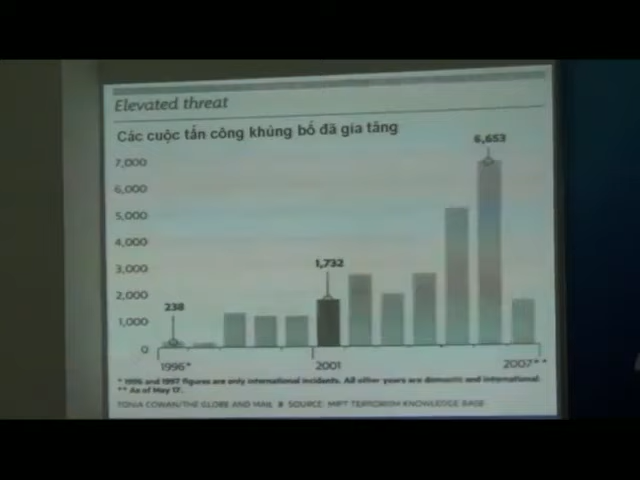 Elevated threat
Các cuộc tấn công khủng bố đã gia tăng
6,653
7,000
6,000
5,000
4,000
3,000
2,000
1,000
0
1,732
238
1996*
2001
2007**
* 1996 and 1997 figures are only international incidents. All other years are domestic and international.
** As of May 17.
TONIA COWAN/THE GLOBE AND MAIL SOURCE: MIPT TERRORISM KNOWLEDGE BASE